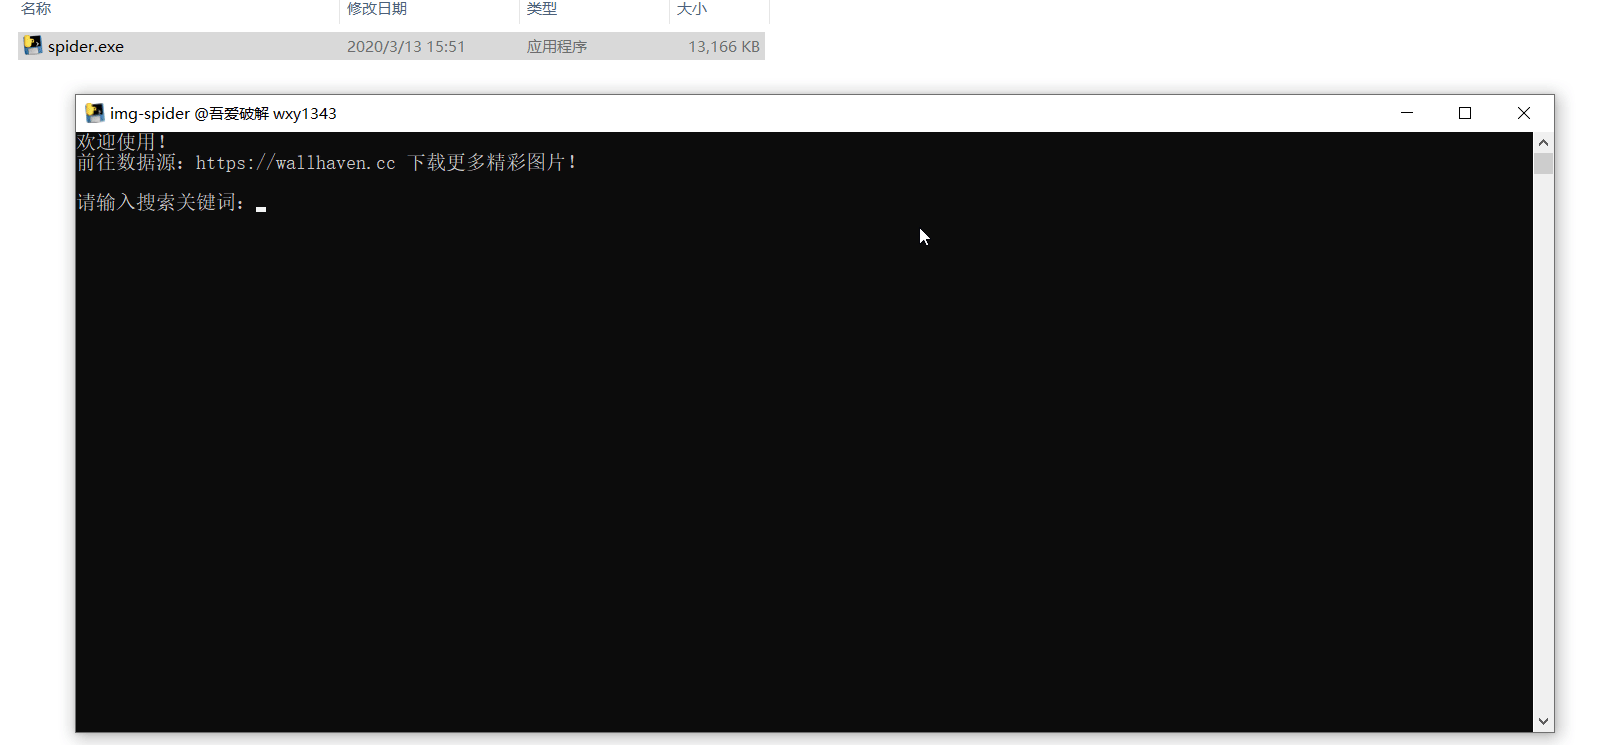 名称 修改日期 类型 大小
spider.exe 2020/3/13 15:51 应用程序 13,166 KB
img-spider @吾爱破解 wxy1343
欢迎使用!
前往数据源：https://wallhaven.cc 下载更多精彩图片!
请输入搜索关键词：